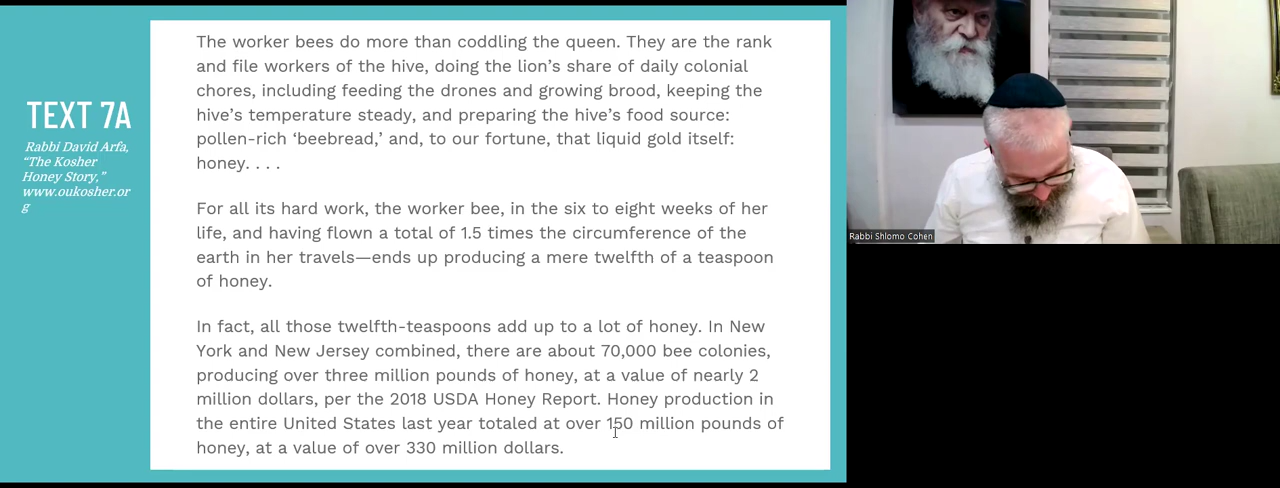 TEXT 7A
Rabbi David Arfa,
“The Kosher
Honey Story,”
www.oukosher.or
g
The worker bees do more than coddling the queen. They are the rank
and file workers of the hive, doing the lion’s share of daily colonial
chores, including feeding the drones and growing brood, keeping the
hive’s temperature steady, and preparing the hive’s food source:
pollen-rich ‘beebread,’ and, to our fortune, that liquid gold itself:
honey. . . .
For all its hard work, the worker bee, in the six to eight weeks of her
life, and having flown a total of 1.5 times the circumference of the
earth in her travels—ends up producing a mere twelfth of a teaspoon
of honey.
In fact, all those twelfth-teaspoons add up to a lot of honey. In New
York and New Jersey combined, there are about 70,000 bee colonies,
producing over three million pounds of honey, at a value of nearly 2
million dollars, per the 2018 USDA Honey Report. Honey production in
the entire United States last year totaled at over 150 million pounds of
honey, at a value of over 330 million dollars.
Rabbi Shlomo Cohen